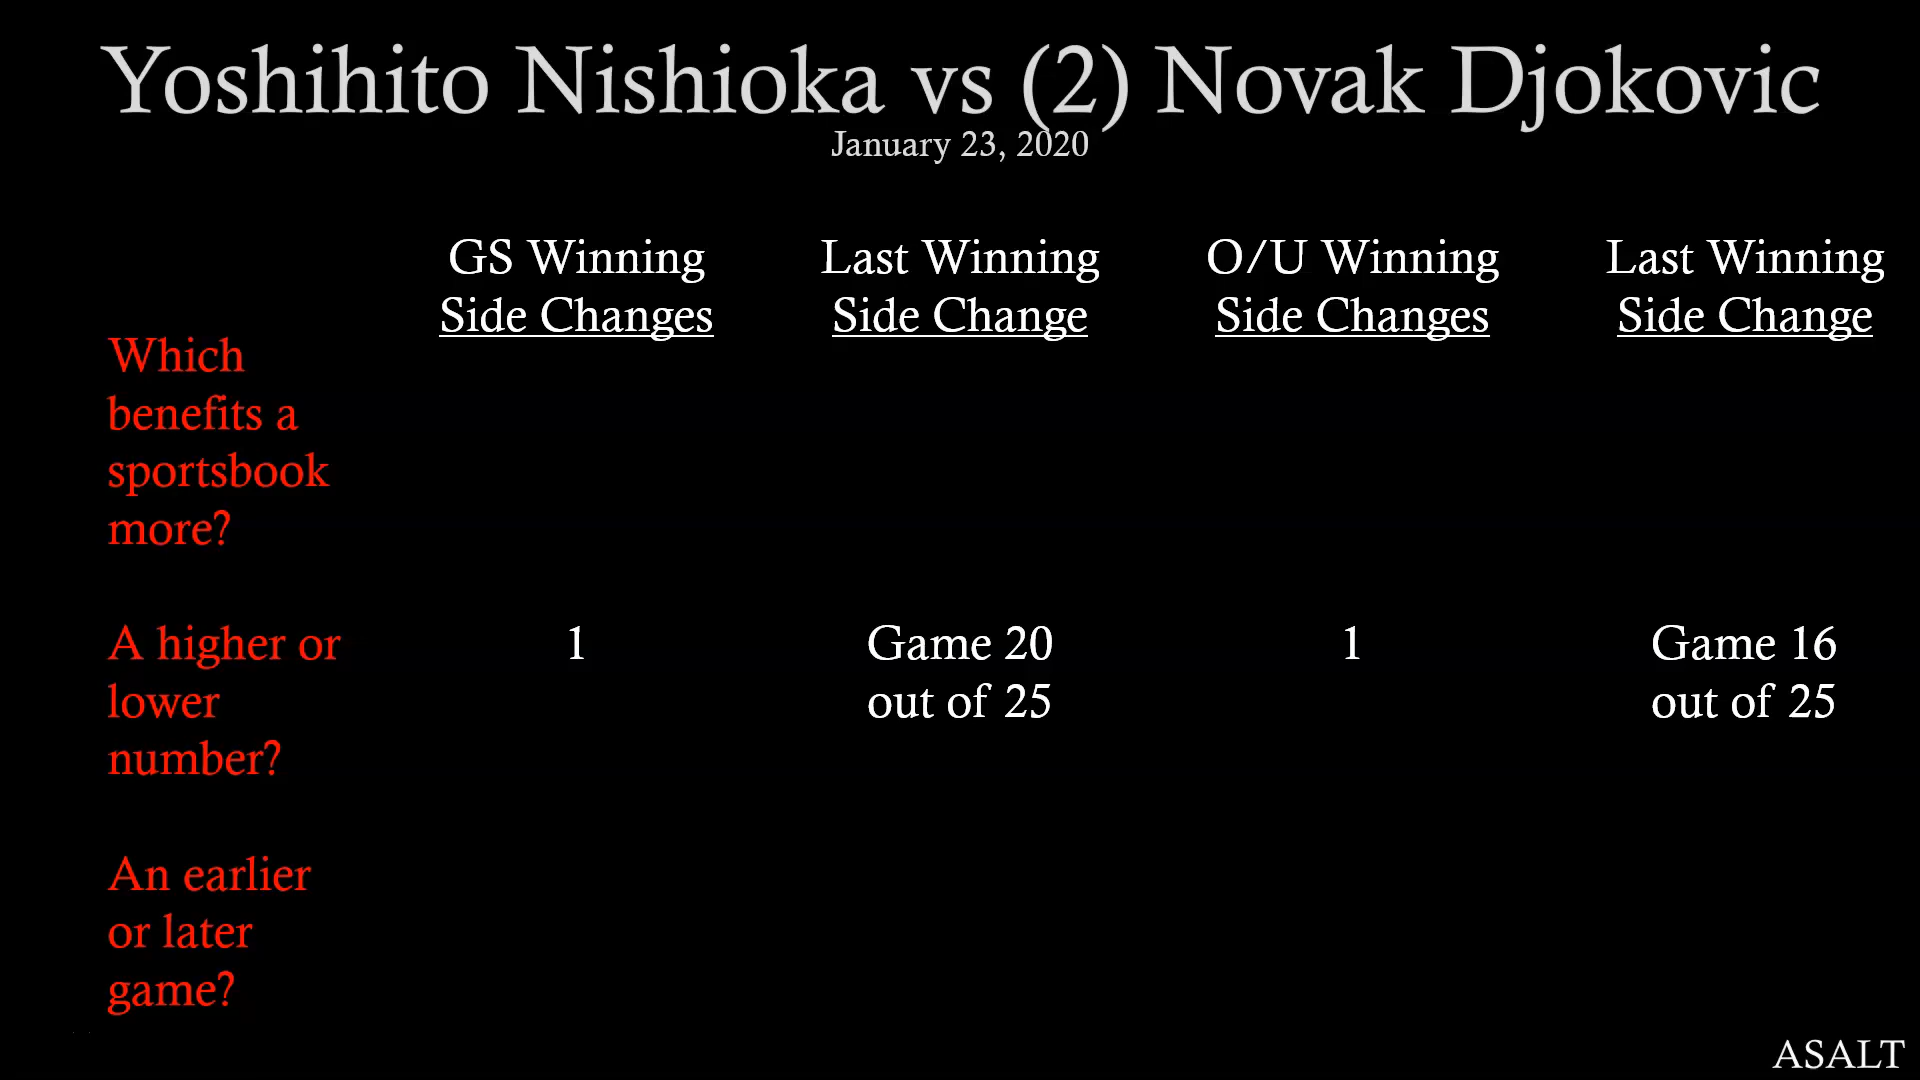 Yoshihito Nishioka vs (2) Novak Djokovic
January 23, 2020
GS Winning
Side Changes
Last Winning
Side Change
O/U Winning
Side Changes
Last Winning
Side Change
Which
benefits a
sportsbook
more?
A higher or
lower
number?
1
Game 20
out of 25
1
Game 16
out of 25
An earlier
or later
game?
ASALT